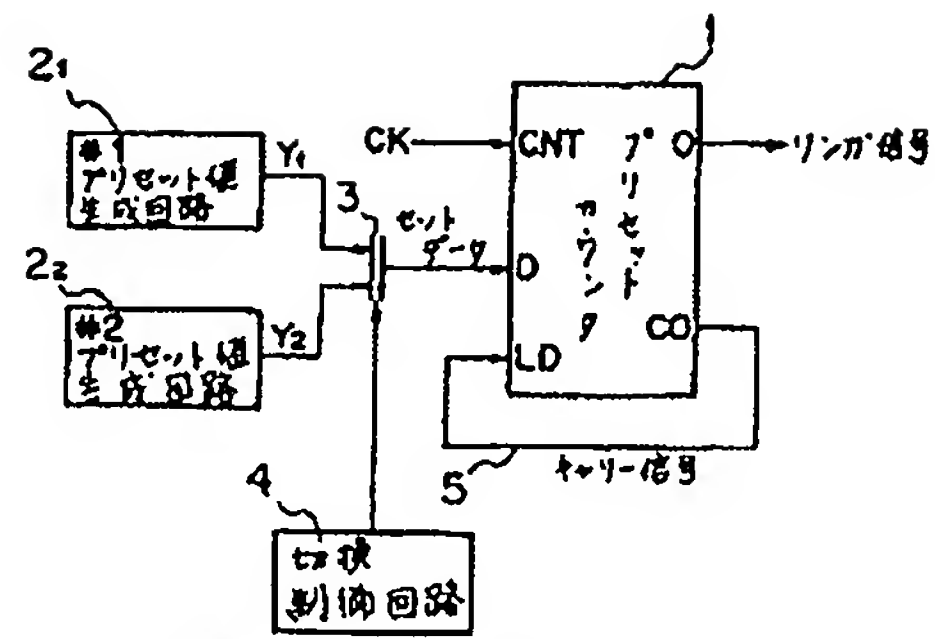 1
2₁
#1
プリセット値
生成回路
Y₁
CK
CNT
プリセット
カウンタ
O
リンガ信号
3
セット
データ
D
2₂
#2
プリセット値
生成回路
Y₂
CO
LD
5
キャリー信号
4
切換
制御回路